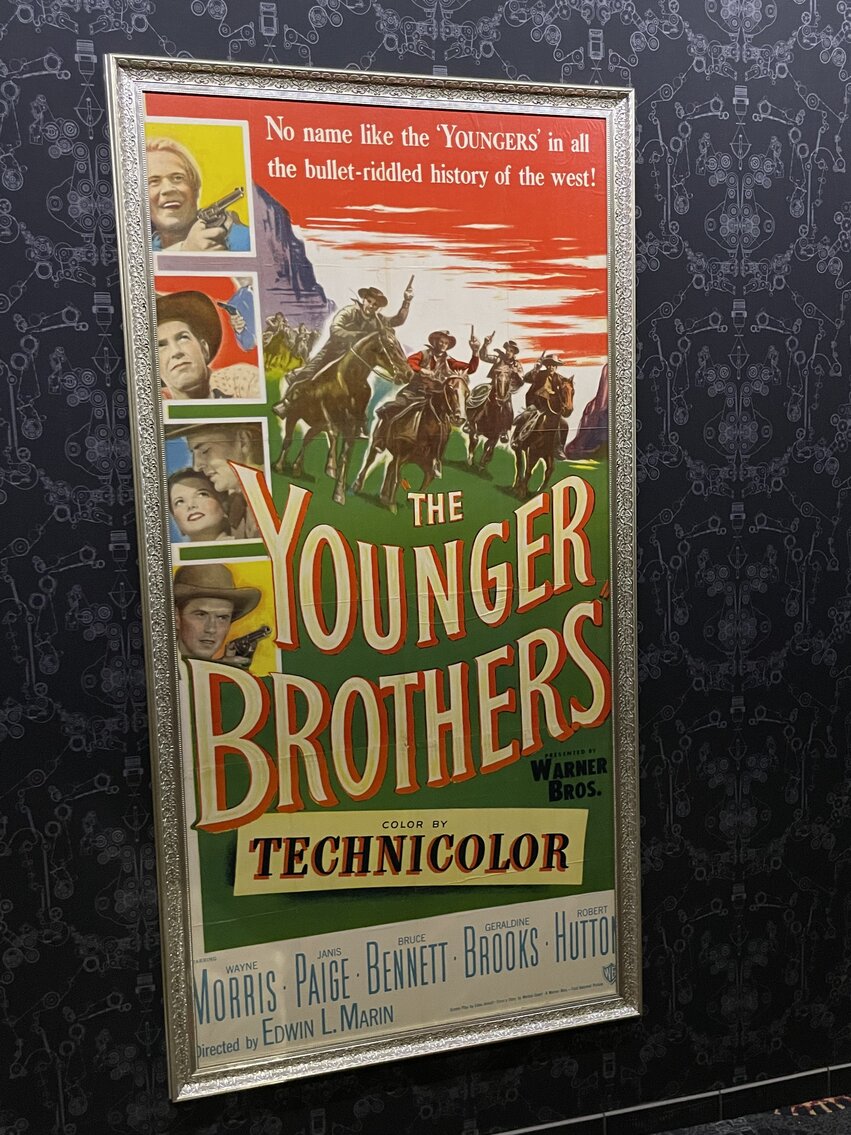 No name like the 'YOUNGERS' in all
the bullet-riddled history of the west!
"THE
YOUNGER
BROTHERS"
PRESENTED BY
WARNER
BROS.
COLOR BY
TECHNICOLOR
WAYNE MORRIS · JANIS PAIGE · BRUCE BENNETT · GERALDINE BROOKS · ROBERT HUTTON
Directed by EDWIN L. MARIN